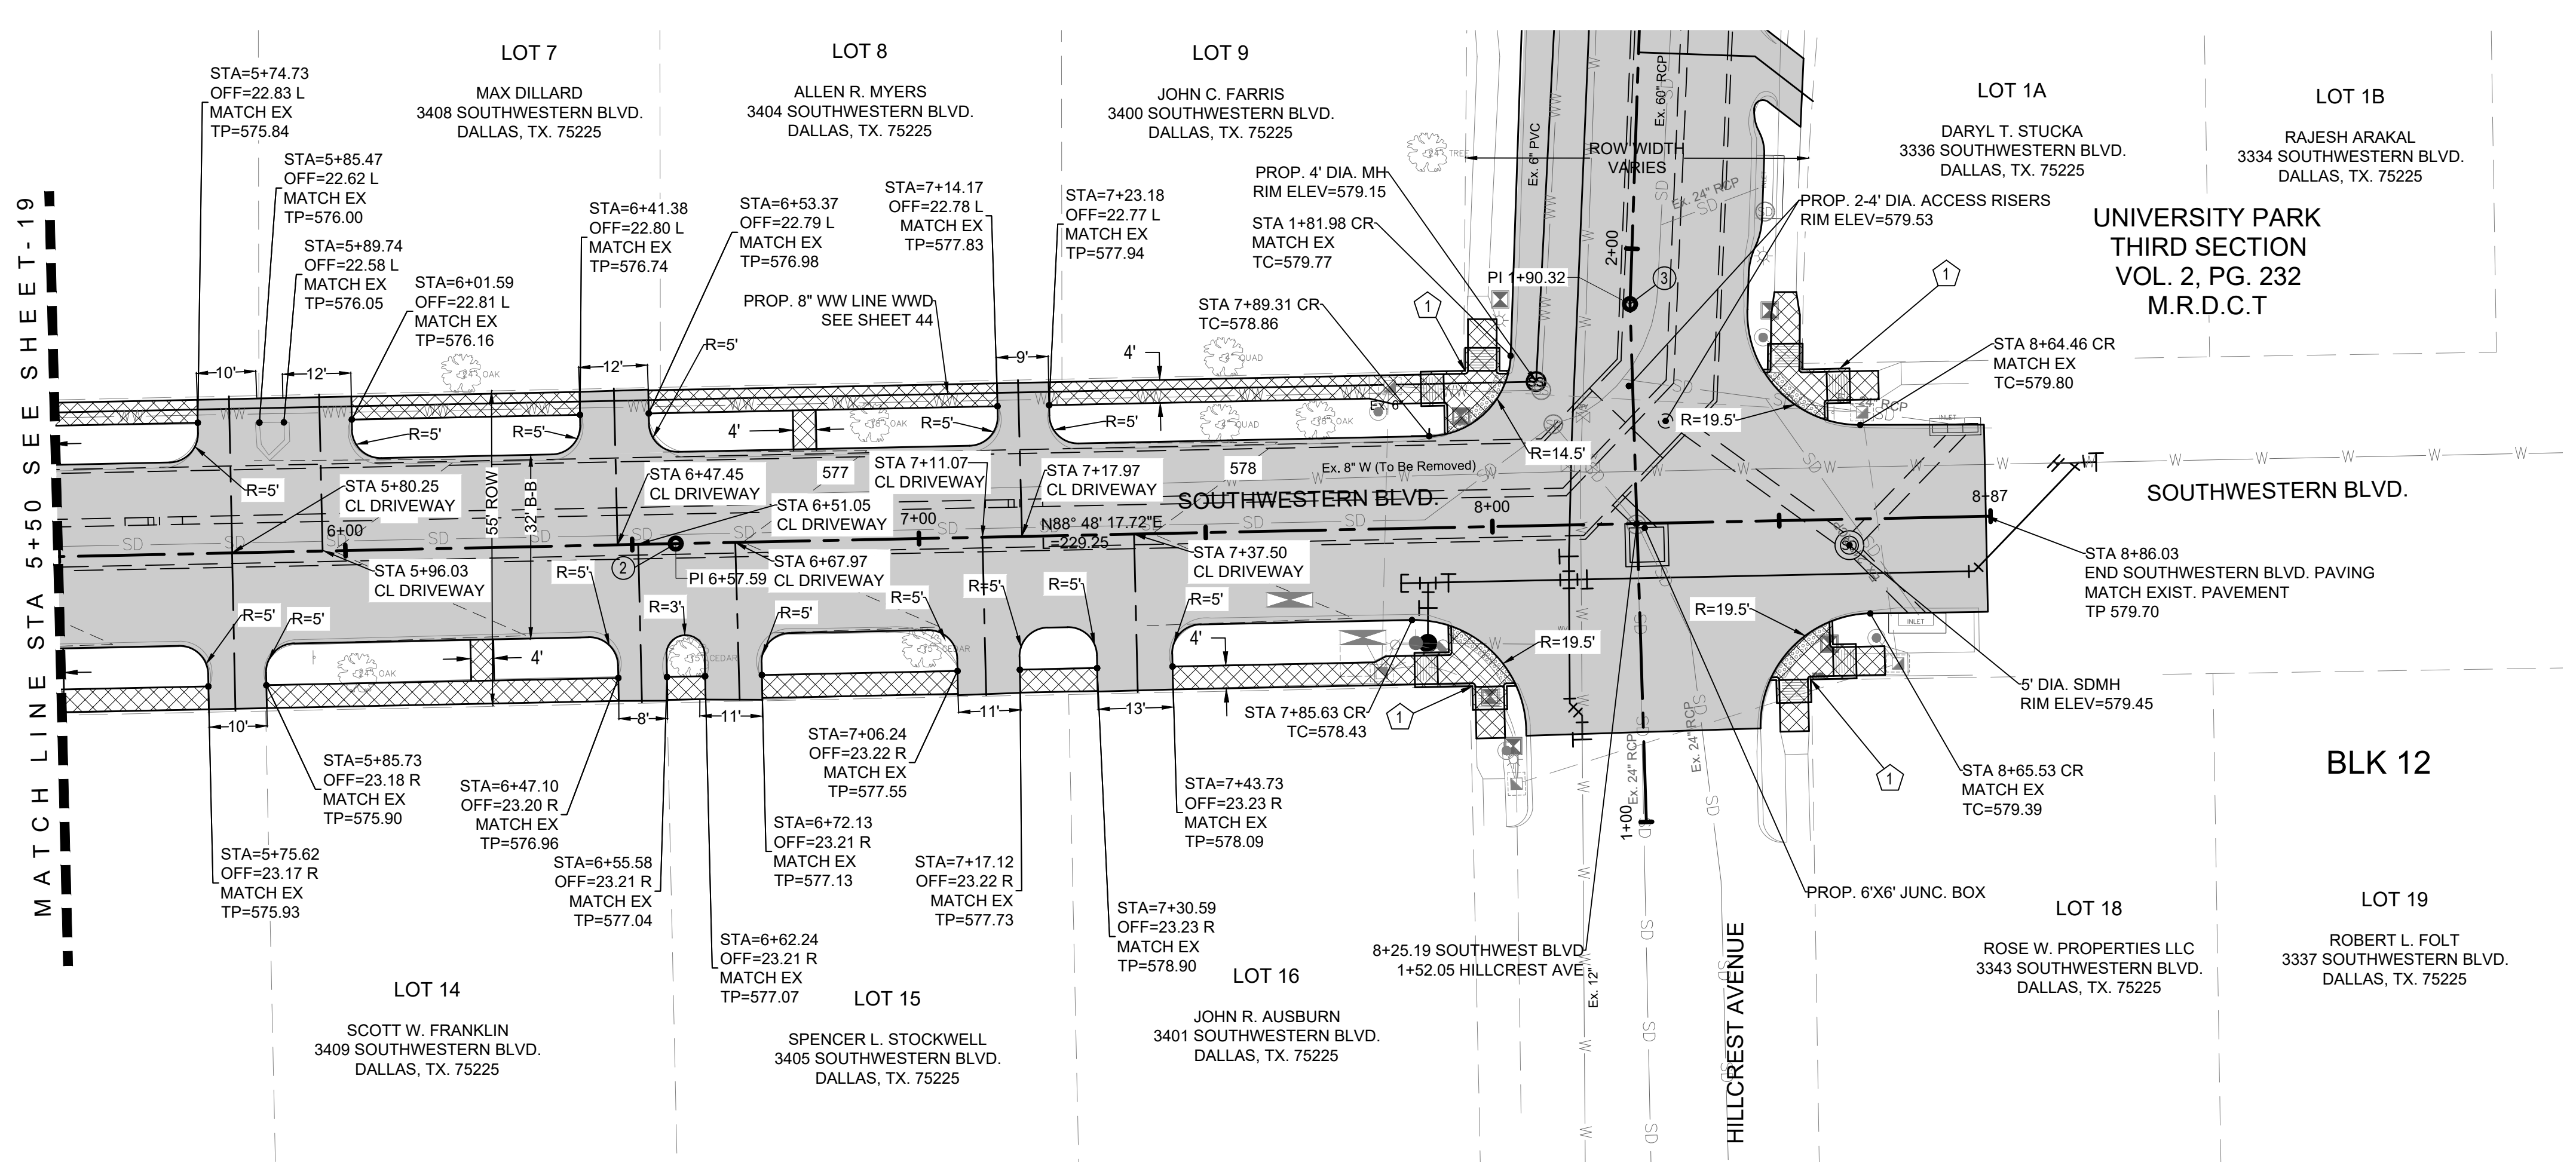 MATCH LINE STA 5+50 SEE SHEET-19
STA=5+74.73
OFF=22.83 L
MATCH EX
TP=575.84
STA=5+85.47
OFF=22.62 L
MATCH EX
TP=576.00
STA=5+89.74
OFF=22.58 L
MATCH EX
TP=576.05
STA=6+01.59
OFF=22.81 L
MATCH EX
TP=576.16
LOT 7
MAX DILLARD
3408 SOUTHWESTERN BLVD.
DALLAS, TX. 75225
STA=6+41.38
OFF=22.80 L
MATCH EX
TP=576.74
LOT 8
ALLEN R. MYERS
3404 SOUTHWESTERN BLVD.
DALLAS, TX. 75225
STA=6+53.37
OFF=22.79 L
MATCH EX
TP=576.98
STA=7+14.17
OFF=22.78 L
MATCH EX
TP=577.83
PROP. 8" WW LINE WWD
SEE SHEET 44
LOT 9
JOHN C. FARRIS
3400 SOUTHWESTERN BLVD.
DALLAS, TX. 75225
STA=7+23.18
OFF=22.77 L
MATCH EX
TP=577.94
PROP. 4' DIA. MH
RIM ELEV=579.15
STA 1+81.98 CR
MATCH EX
TC=579.77
STA 7+89.31 CR
TC=578.86
1
24" TREE
Ex. 6" PVC
WW
Ex. 60" RCP
ROW WIDTH
VARIES
SD
Ex. 24" RCP
INLET
2+00
PI 1+90.32
3
LOT 1A
DARYL T. STUCKA
3336 SOUTHWESTERN BLVD.
DALLAS, TX. 75225
LOT 1B
RAJESH ARAKAL
3334 SOUTHWESTERN BLVD.
DALLAS, TX. 75225
PROP. 2-4' DIA. ACCESS RISERS
RIM ELEV=579.53
UNIVERSITY PARK
THIRD SECTION
VOL. 2, PG. 232
M.R.D.C.T
1
STA 8+64.46 CR
MATCH EX
TC=579.80
10'
12'
24" OAK
12'
R=5'
9'
4'
QUAD
R=5'
R=5'
R=5'
4'
18" OAK
R=5'
R=5'
QUAD
18" OAK
Ex. 6"
R=19.5'
24" RCP
INLET
R=14.5'
R=5'
STA 5+80.25
CL DRIVEWAY
55' ROW
32' B-B
STA 6+47.45
CL DRIVEWAY
577
STA 7+11.07
CL DRIVEWAY
STA 7+17.97
CL DRIVEWAY
578
Ex. 8" W (To Be Removed)
SOUTHWESTERN BLVD.
STA 6+51.05
CL DRIVEWAY
6+00
7+00
8+00
8+87
N88° 48' 17.72"E
L=229.25
SOUTHWESTERN BLVD.
STA 5+96.03
CL DRIVEWAY
2
PI 6+57.59
STA 6+67.97
CL DRIVEWAY
STA 7+37.50
CL DRIVEWAY
STA 8+86.03
END SOUTHWESTERN BLVD. PAVING
MATCH EXIST. PAVEMENT
TP 579.70
R=5'
R=5'
R=5'
R=3'
R=5'
R=5'
R=5'
R=5'
R=5'
R=19.5'
R=19.5'
INLET
4'
24" OAK
15" CEDAR
15" CEDAR
4'
10'
8'
11'
11'
13'
STA 7+85.63 CR
TC=578.43
1
5' DIA. SDMH
RIM ELEV=579.45
1
STA 8+65.53 CR
MATCH EX
TC=579.39
Ex. 24" RCP
Ex. 24" RCP
1+00
BLK 12
STA=5+85.73
OFF=23.18 R
MATCH EX
TP=575.90
STA=5+75.62
OFF=23.17 R
MATCH EX
TP=575.93
STA=6+47.10
OFF=23.20 R
MATCH EX
TP=576.96
STA=6+55.58
OFF=23.21 R
MATCH EX
TP=577.04
STA=6+72.13
OFF=23.21 R
MATCH EX
TP=577.13
STA=6+62.24
OFF=23.21 R
MATCH EX
TP=577.07
STA=7+06.24
OFF=23.22 R
MATCH EX
TP=577.55
STA=7+17.12
OFF=23.22 R
MATCH EX
TP=577.73
STA=7+43.73
OFF=23.23 R
MATCH EX
TP=578.09
STA=7+30.59
OFF=23.23 R
MATCH EX
TP=578.90
PROP. 6'X6' JUNC. BOX
8+25.19 SOUTHWEST BLVD
1+52.05 HILLCREST AVE
Ex. 12"
HILLCREST AVENUE
LOT 14
SCOTT W. FRANKLIN
3409 SOUTHWESTERN BLVD.
DALLAS, TX. 75225
LOT 15
SPENCER L. STOCKWELL
3405 SOUTHWESTERN BLVD.
DALLAS, TX. 75225
LOT 16
JOHN R. AUSBURN
3401 SOUTHWESTERN BLVD.
DALLAS, TX. 75225
LOT 18
ROSE W. PROPERTIES LLC
3343 SOUTHWESTERN BLVD.
DALLAS, TX. 75225
LOT 19
ROBERT L. FOLT
3337 SOUTHWESTERN BLVD.
DALLAS, TX. 75225